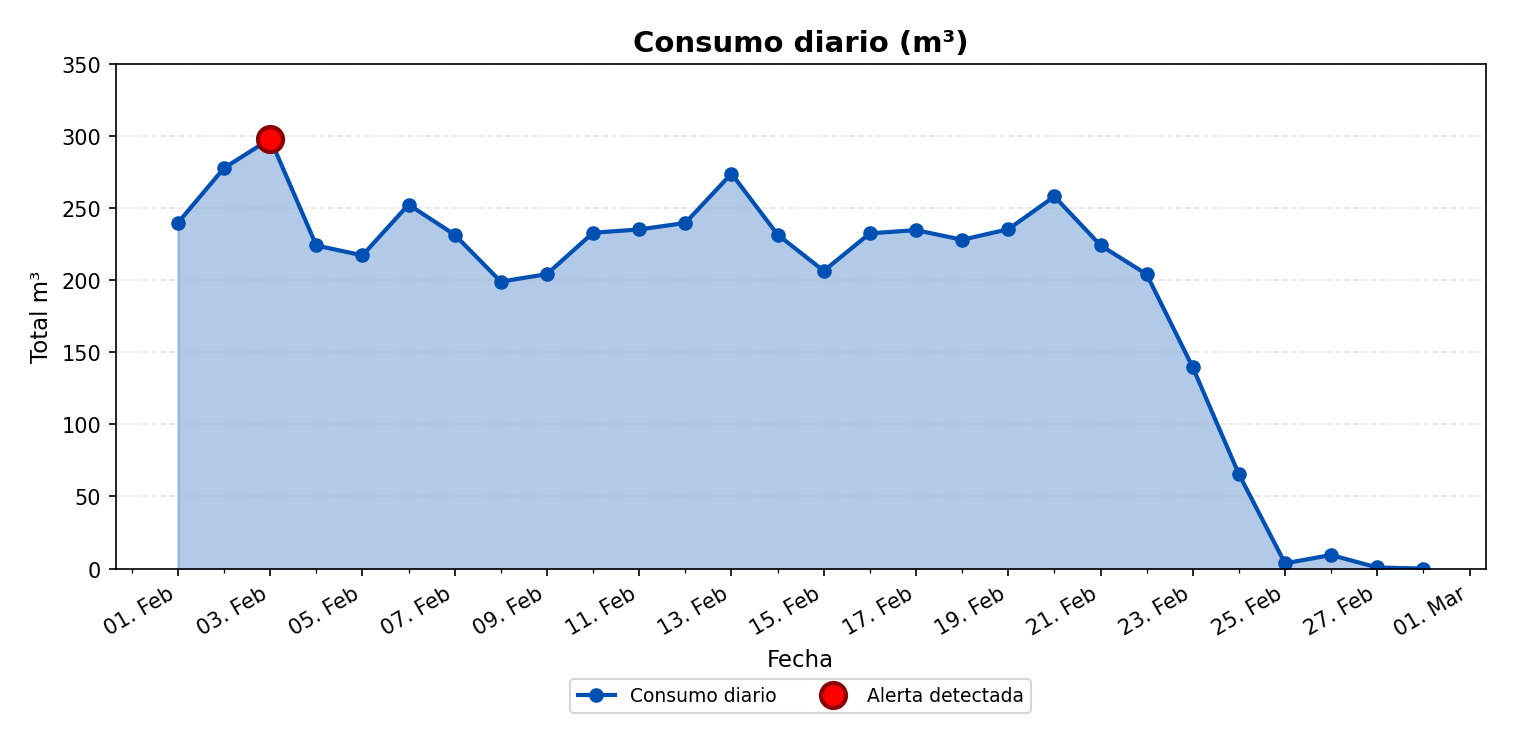 Consumo diario (m³)
350
300
250
200
150
100
50
0
Total m³
01. Feb
03. Feb
05. Feb
07. Feb
09. Feb
11. Feb
13. Feb
15. Feb
17. Feb
19. Feb
21. Feb
23. Feb
25. Feb
27. Feb
01. Mar
Fecha
Consumo diario
Alerta detectada